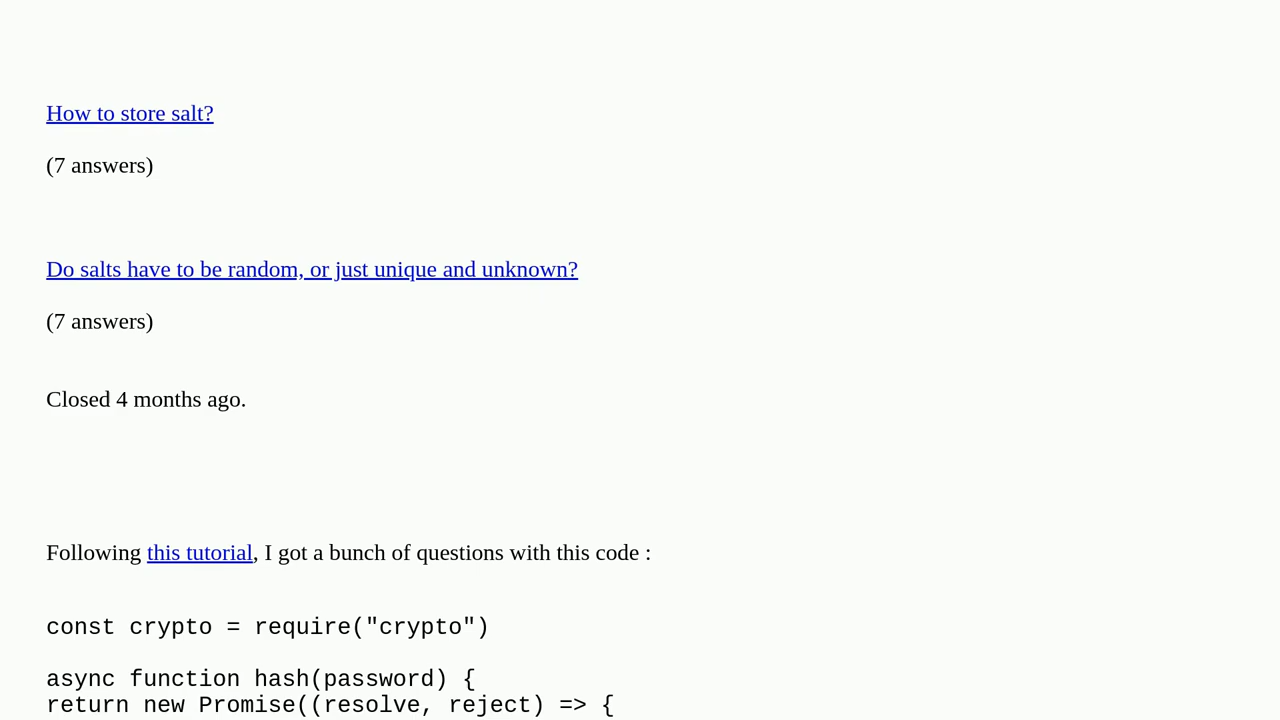 How to store salt?
(7 answers)
Do salts have to be random, or just unique and unknown?
(7 answers)
Closed 4 months ago.
Following this tutorial, I got a bunch of questions with this code :
const crypto = require("crypto")
async function hash(password) {
return new Promise((resolve, reject) => {